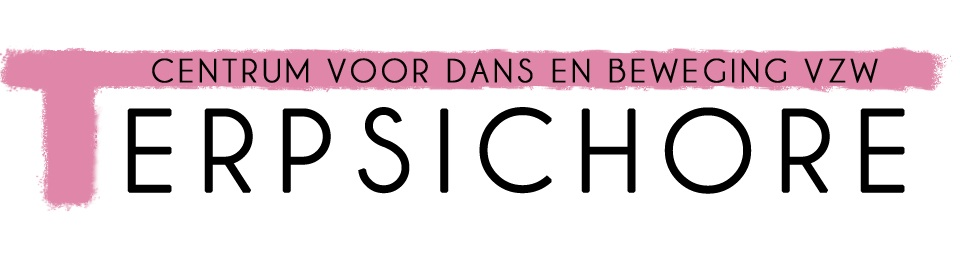 CENTRUM VOOR DANS EN BEWEGING VZW
TERPSICHORE